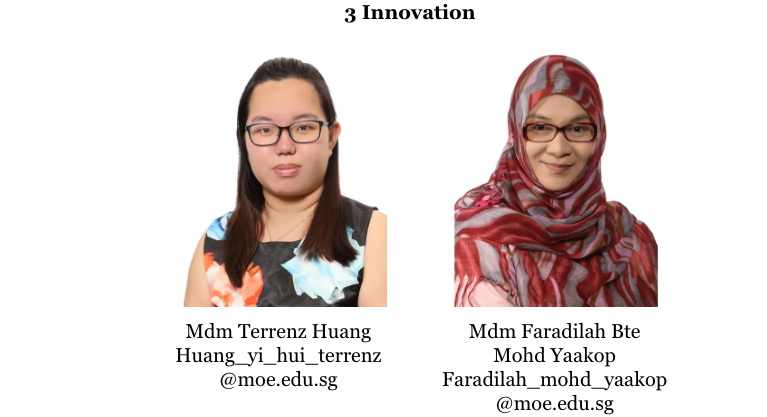 3 Innovation
Mdm Terrenz Huang
Huang_yi_hui_terrenz
@moe.edu.sg
Mdm Faradilah Bte
Mohd Yaakop
Faradilah_mohd_yaakop
@moe.edu.sg